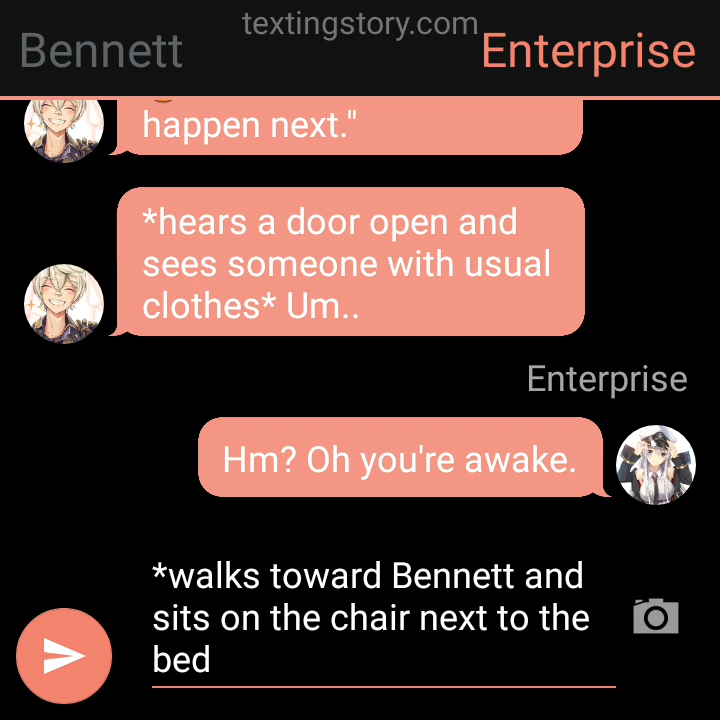 textingstory.com
Bennett
Enterprise
happen next."
*hears a door open and
sees someone with usual
clothes* Um..
Enterprise
Hm? Oh you're awake.
*walks toward Bennett and
sits on the chair next to the
bed